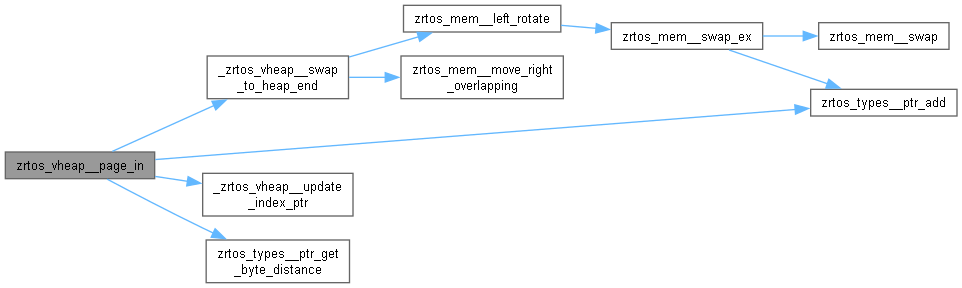 zrtos_mem__left_rotate
zrtos_mem__swap_ex
zrtos_mem__swap
_zrtos_vheap__swap
_to_heap_end
zrtos_mem__move_right
_overlapping
zrtos_types__ptr_add
zrtos_vheap__page_in
_zrtos_vheap__update
_index_ptr
zrtos_types__ptr_get
_byte_distance